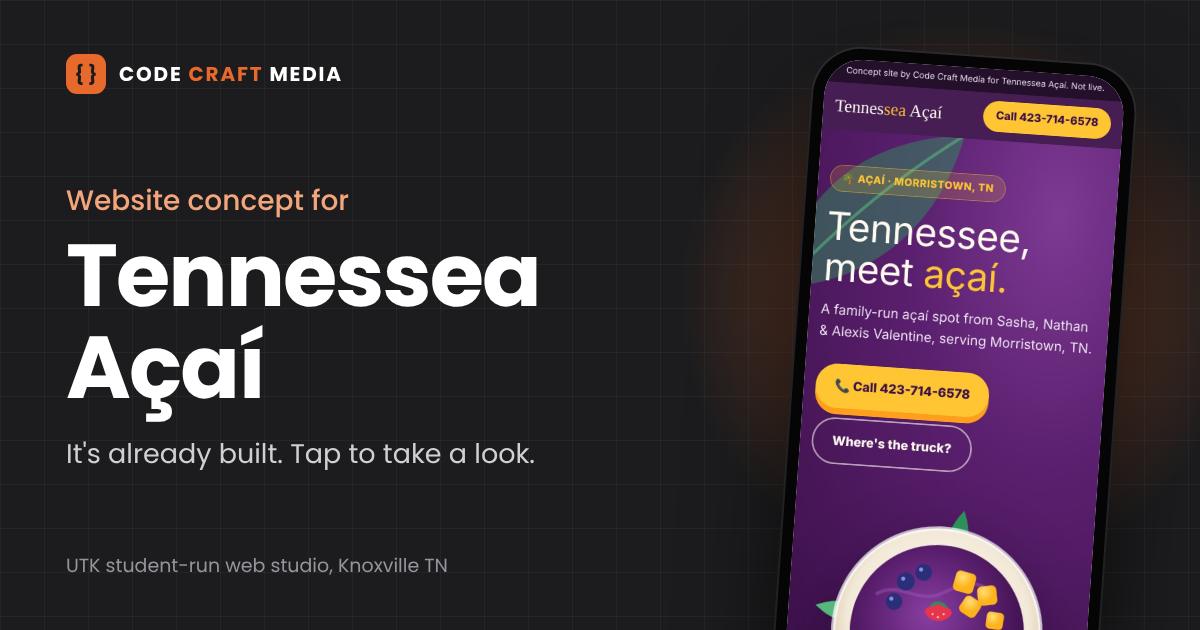 { } CODE CRAFT MEDIA
Website concept for
Tennessea
Açaí
It's already built. Tap to take a look.
UTK student-run web studio, Knoxville TN
Concept site by Code Craft Media for Tennessea Açaí. Not live.
Tennessea Açaí
Call 423-714-6578
AÇAÍ · MORRISTOWN, TN
Tennessee,
meet açaí.
A family-run açaí spot from Sasha, Nathan
& Alexis Valentine, serving Morristown, TN.
Call 423-714-6578
Where's the truck?